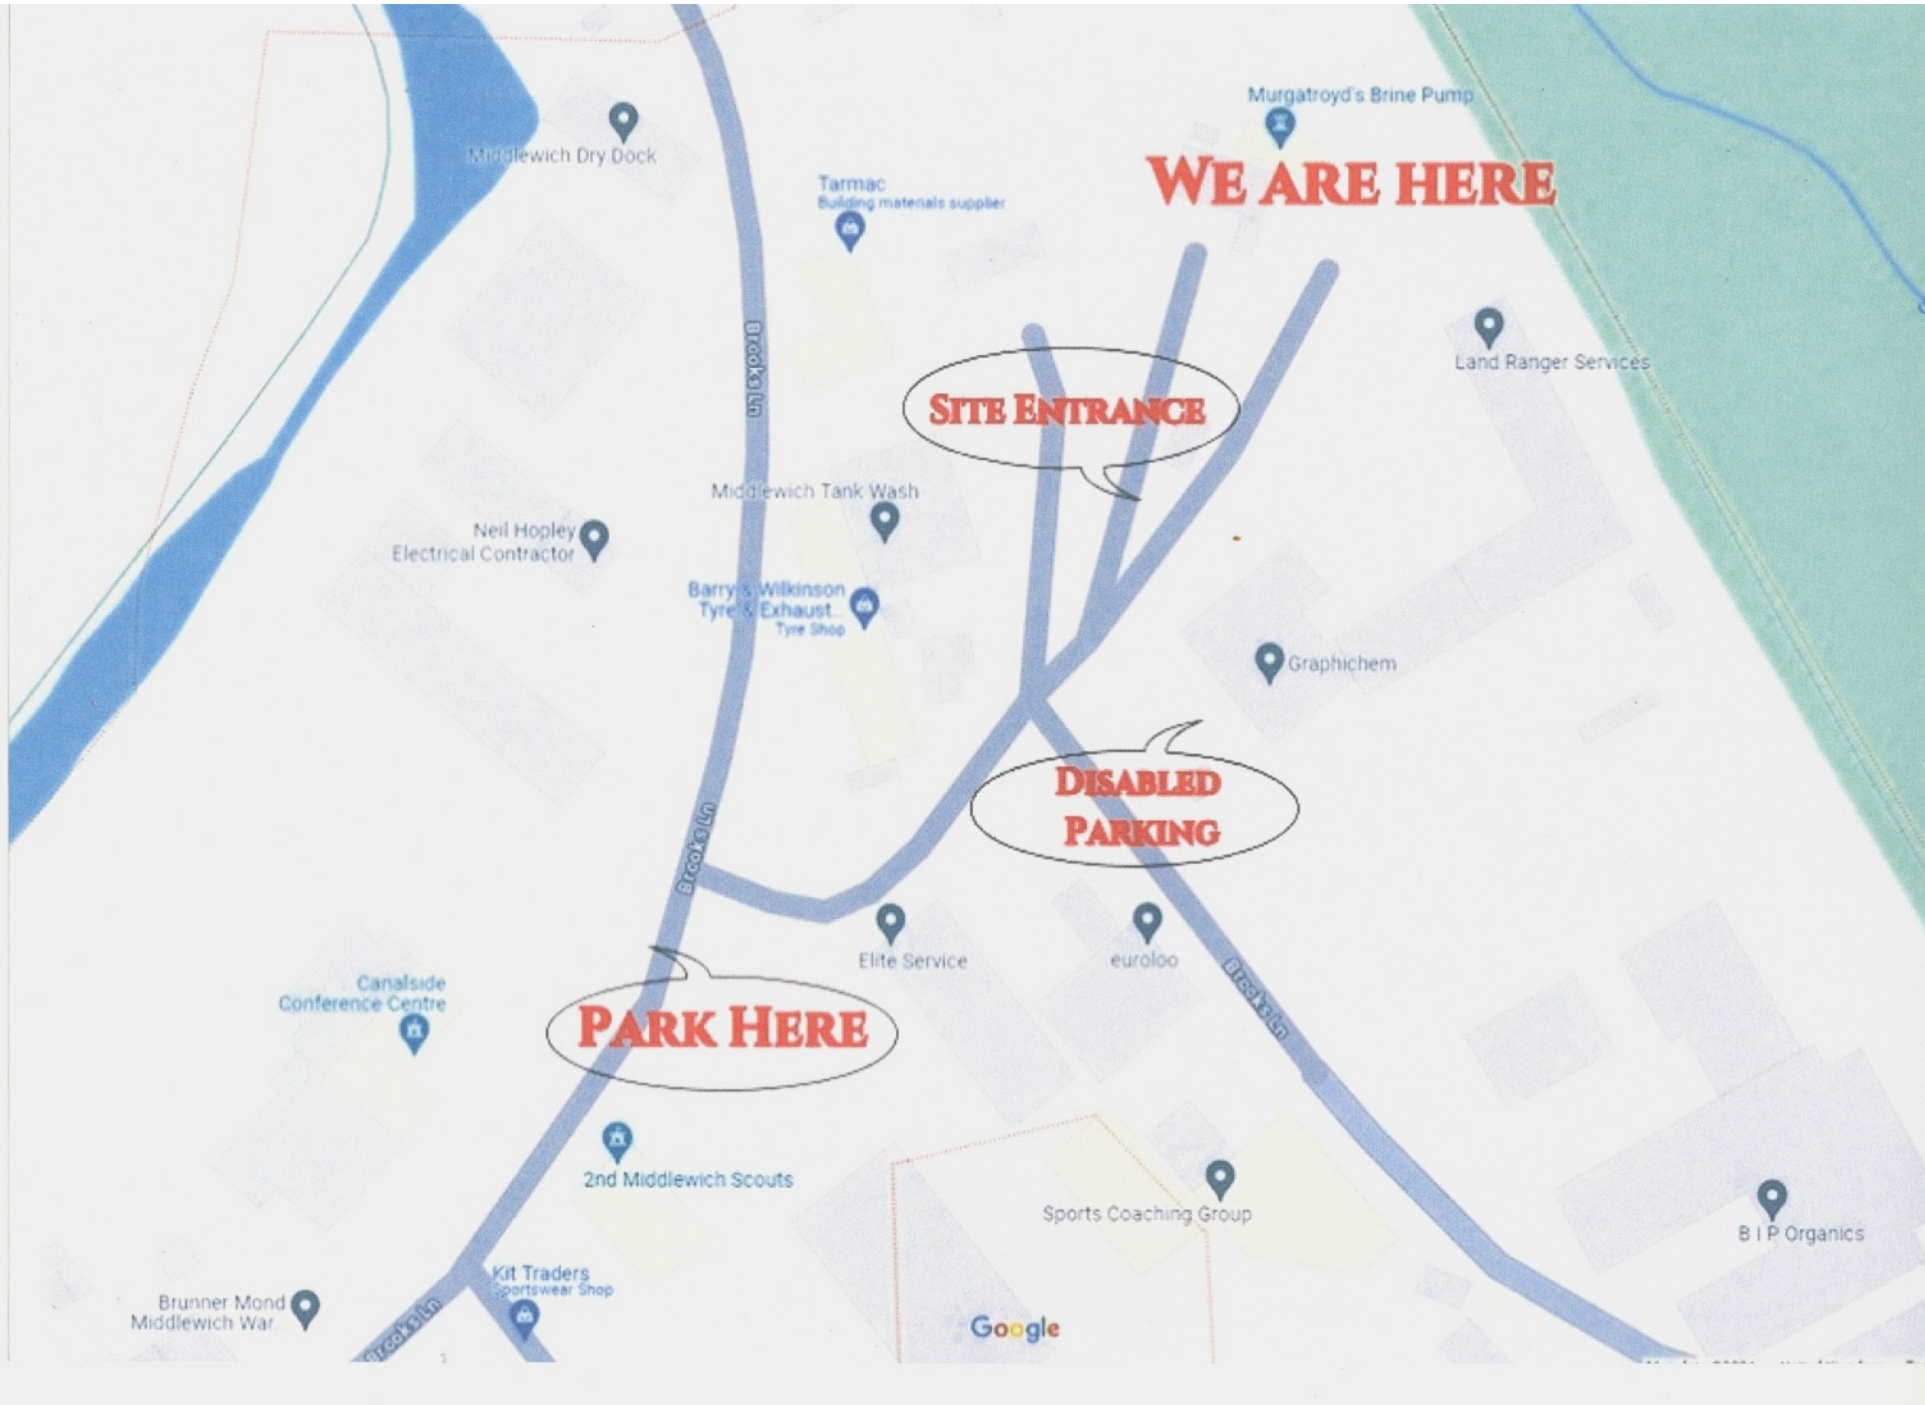 Murgatroyd's Brine Pump
WE ARE HERE
Middlewich Dry Dock
Tarmac
Building materials supplier
Brooks Ln
Land Ranger Services
SITE ENTRANCE
Middlewich Tank Wash
Neil Hopley
Electrical Contractor
Barry & Wilkinson
Tyre & Exhaust...
Tyre Shop
Graphichem
DISABLED
PARKING
Brooks Ln
Elite Service
euroloo
Brooks Ln
Canalside
Conference Centre
PARK HERE
2nd Middlewich Scouts
Sports Coaching Group
B I P Organics
Kit Traders
Sportswear Shop
Brunner Mond
Middlewich War...
Brooks Ln
Google